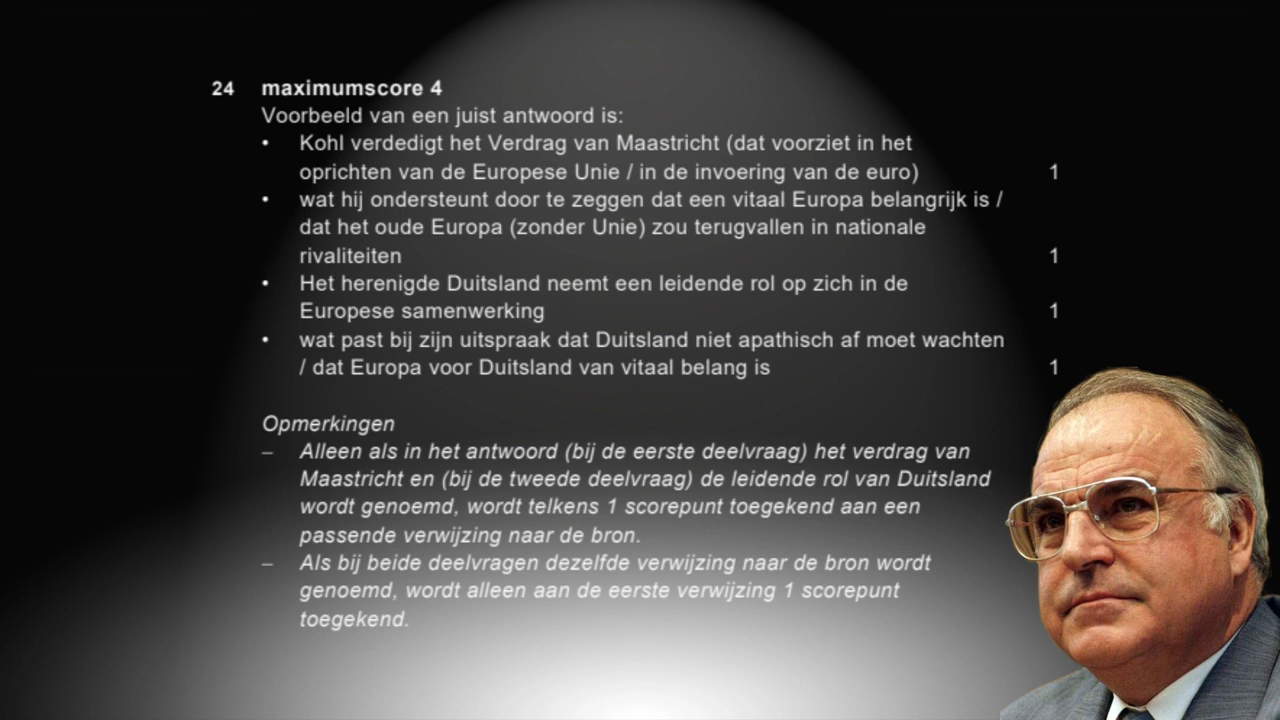 24 maximumscore 4
Voorbeeld van een juist antwoord is:
• Kohl verdedigt het Verdrag van Maastricht (dat voorziet in het
oprichten van de Europese Unie / in de invoering van de euro) 1
• wat hij ondersteunt door te zeggen dat een vitaal Europa belangrijk is /
dat het oude Europa (zonder Unie) zou terugvallen in nationale
rivaliteiten 1
• Het herenigde Duitsland neemt een leidende rol op zich in de
Europese samenwerking 1
• wat past bij zijn uitspraak dat Duitsland niet apathisch af moet wachten
/ dat Europa voor Duitsland van vitaal belang is 1
Opmerkingen
– Alleen als in het antwoord (bij de eerste deelvraag) het verdrag van
Maastricht en (bij de tweede deelvraag) de leidende rol van Duitsland
wordt genoemd, wordt telkens 1 scorepunt toegekend aan een
passende verwijzing naar de bron.
– Als bij beide deelvragen dezelfde verwijzing naar de bron wordt
genoemd, wordt alleen aan de eerste verwijzing 1 scorepunt
toegekend.